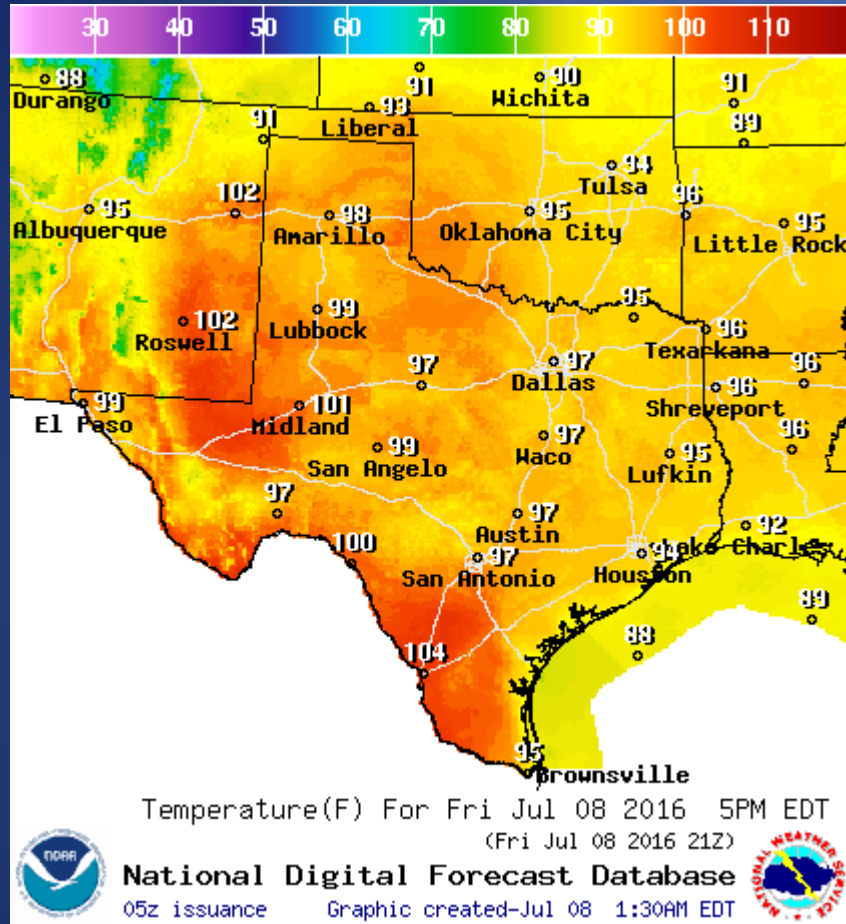 30 40 50 60 70 80 90 100 110
88
Durango
91
90
Wichita
91
93
Liberal
91
89
94
Tulsa
95
Albuquerque
102
98
Amarillo
95
Oklahoma City
96
95
Little Rock
102
Roswell
99
Lubbock
95
96
Texarkana
97
97
Dallas
96
Shreveport
96
99
El Paso
101
Midland
99
San Angelo
97
Waco
95
Lufkin
96
97
97
Austin
92
Lake Charles
100
97
San Antonio
94
Houston
89
88
104
95
Brownsville
Temperature(F) For Fri Jul 08 2016 5PM EDT
(Fri Jul 08 2016 21Z)
NOAA
National Digital Forecast Database
05z issuance Graphic created-Jul 08 1:30AM EDT
NATIONAL WEATHER SERVICE